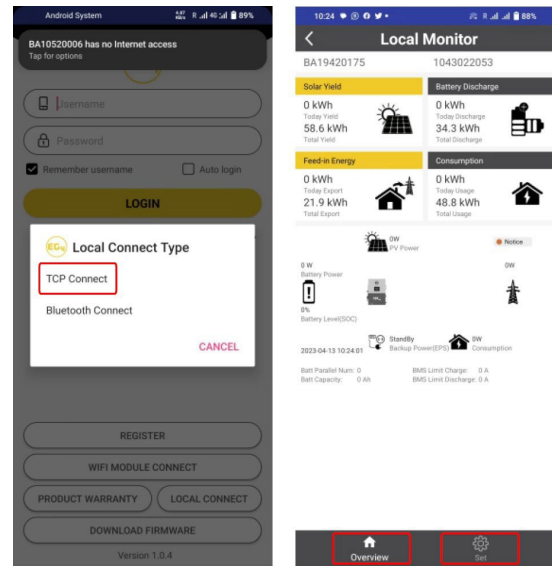 Android System
4G 89%
BA10520006 has no Internet access
Tap for options
Username
Password
Remember username
Auto login
LOGIN
EG4
Local Connect Type
TCP Connect
Bluetooth Connect
CANCEL
REGISTER
WIFI MODULE CONNECT
PRODUCT WARRANTY
LOCAL CONNECT
DOWNLOAD FIRMWARE
Version 1.0.4
10:24
88%
Local Monitor
BA19420175
1043022053
Solar Yield
0 kWh
Today Yield
58.6 kWh
Total Yield
Battery Discharge
0 kWh
Today Discharge
34.3 kWh
Total Discharge
Feed-in Energy
0 kWh
Today Export
21.9 kWh
Total Export
Consumption
0 kWh
Today Usage
48.8 kWh
Total Usage
0W
PV Power
Notice
0 W
Battery Power
0W
0%
Battery Level(SOC)
2023-04-13 10:24:01
StandBy
Backup Power(EPS)
0W
Consumption
Batt Parallel Num: 0
BMS Limit Charge: 0 A
Batt Capacity: 0 Ah
BMS Limit Discharge: 0 A
Overview
Set